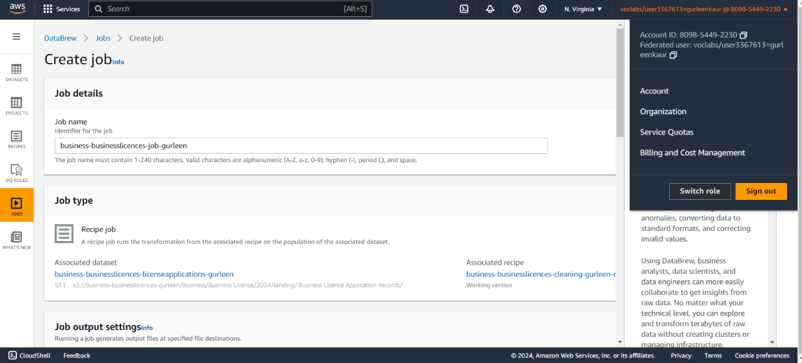 aws
Services
Search
[Alt+S]
N. Virginia
voclabs/user3367613=gurleenkaur @ 8098-5449-2230
DataBrew
Jobs
Create job
Create job Info
Job details
Job name
Identifier for the job
business-businesslicences-job-gurleen
The job name must contain 1-240 characters. Valid characters are alphanumeric (A-Z, a-z, 0-9), hyphen (-), period (.), and space.
Job type
Recipe job
A recipe job runs the transformation from the associated recipe on the population of the associated dataset.
Associated dataset
business-businesslicences-licenseapplications-gurleen
S3 | s3://business-businesslicences-gurleen/Business/Business Licence/2024/landing/ Business Licence Application Records/
Associated recipe
business-businesslicences-cleaning-gurleen-r
Working version
Job output settings Info
Running a job generates output files at specified file destinations.
DATASETS
PROJECTS
RECIPES
DQ RULES
JOBS
WHAT'S NEW
Account ID: 8098-5449-2230
Federated user: voclabs/user3367613=gurl
eenkaur
Account
Organization
Service Quotas
Billing and Cost Management
Switch role
Sign out
anomalies, converting data to
standard formats, and correcting
invalid values.
Using DataBrew, business
analysts, data scientists, and
data engineers can more easily
collaborate to get insights from
raw data. No matter what your
technical level, you can explore
and transform terabytes of raw
data without creating clusters or
managing infrastructure.
CloudShell
Feedback
© 2024, Amazon Web Services, Inc. or its affiliates.
Privacy
Terms
Cookie preferences